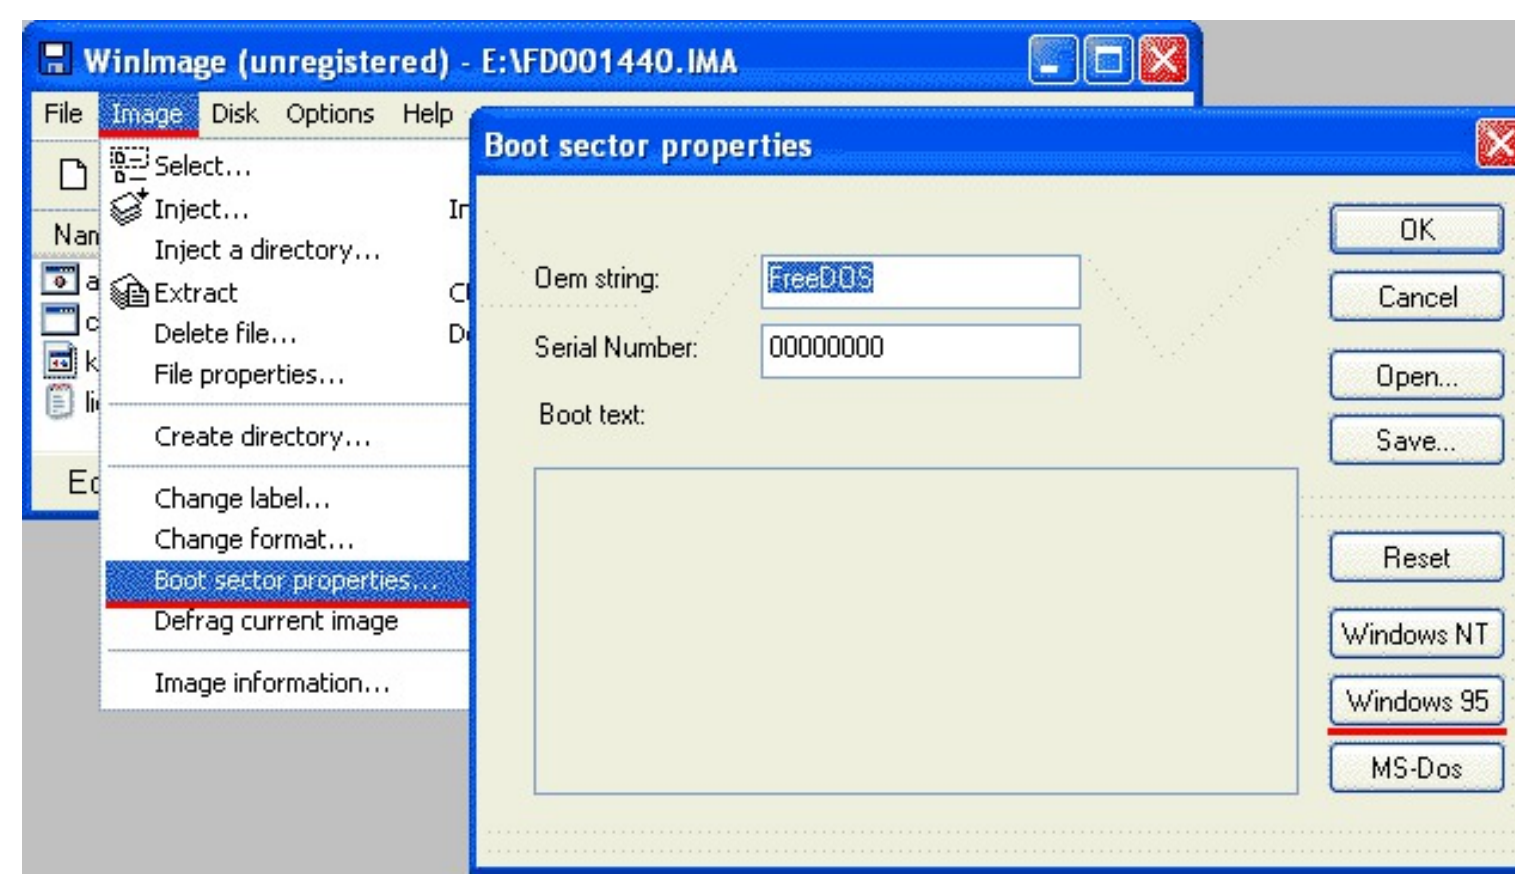 WinImage (unregistered) - E:\FD001440.IMA
File Image Disk Options Help
Boot sector properties
Select...
Inject...
Inject a directory...
Extract
Delete file...
File properties...
Create directory...
Change label...
Change format...
Boot sector properties...
Defrag current image
Image information...
Oem string: FreeDOS
Serial Number: 00000000
Boot text:
OK
Cancel
Open...
Save...
Reset
Windows NT
Windows 95
MS-Dos